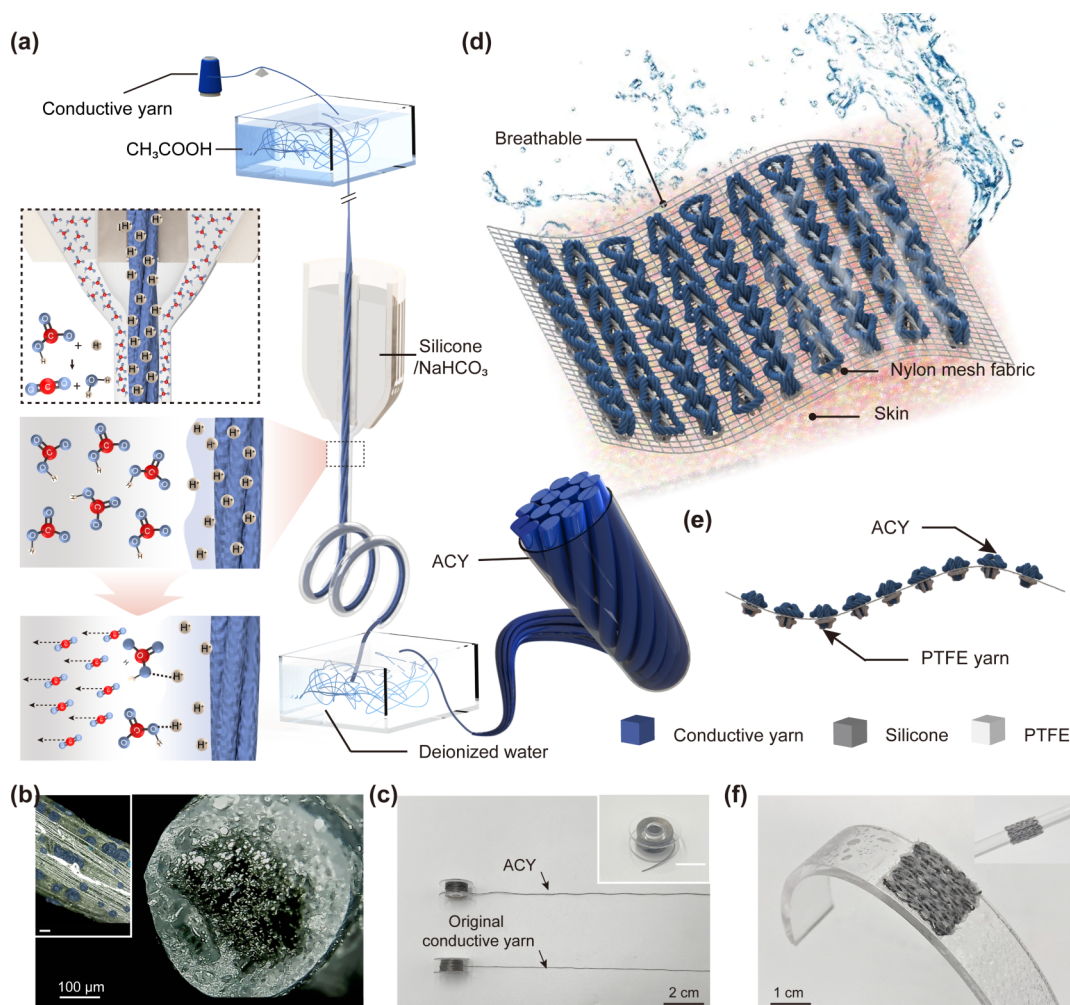 (a)
Conductive yarn
CH₃COOH
Silicone
/NaHCO₃
ACY
Deionized water
(d)
Breathable
Nylon mesh fabric
Skin
(e)
ACY
PTFE yarn
Conductive yarn
Silicone
PTFE
(b)
100 μm
(c)
ACY
Original
conductive yarn
2 cm
(f)
1 cm